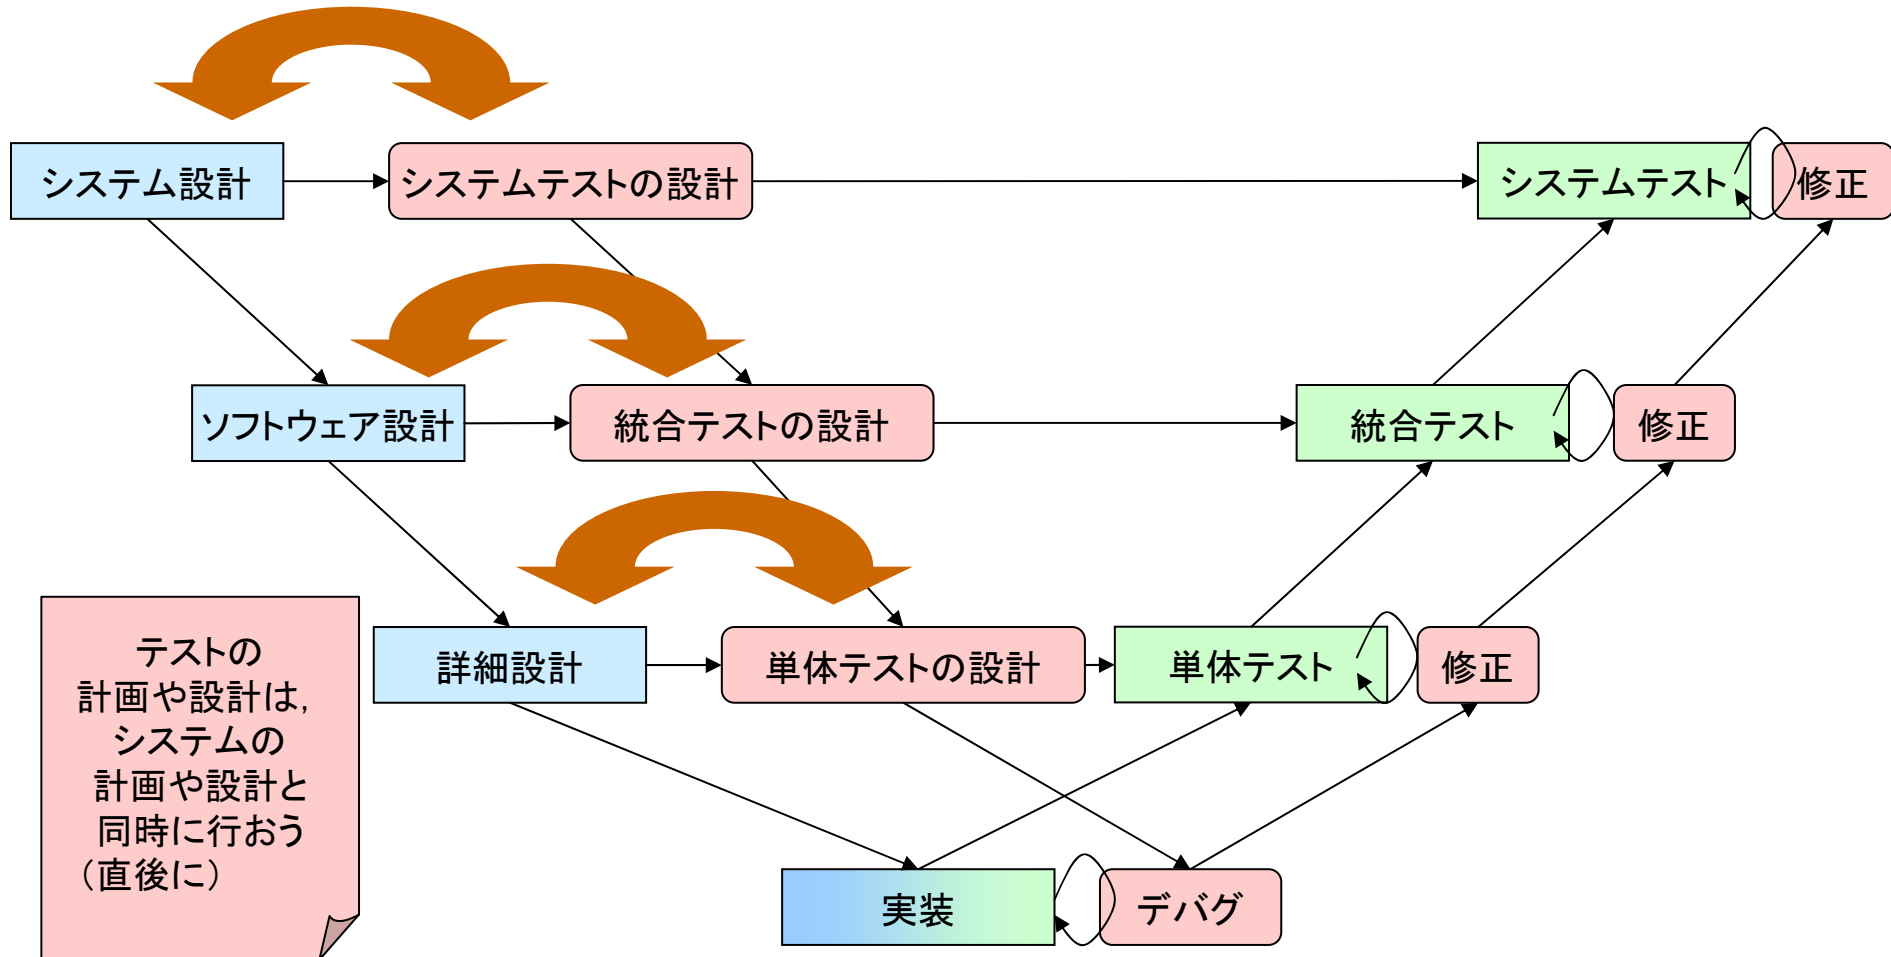 システム設計
システムテストの設計
システムテスト
修正
ソフトウェア設計
統合テストの設計
統合テスト
修正
詳細設計
単体テストの設計
単体テスト
修正
実装
デバグ
テストの
計画や設計は,
システムの
計画や設計と
同時に行おう
（直後に）